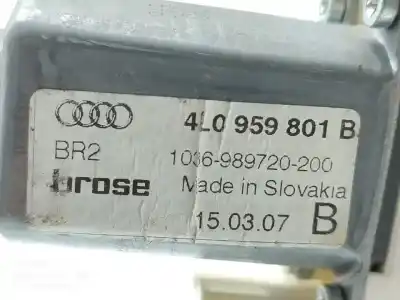 4L0 959 801 B
BR2 1036-989720-200
brose Made in Slovakia
15.03.07 B